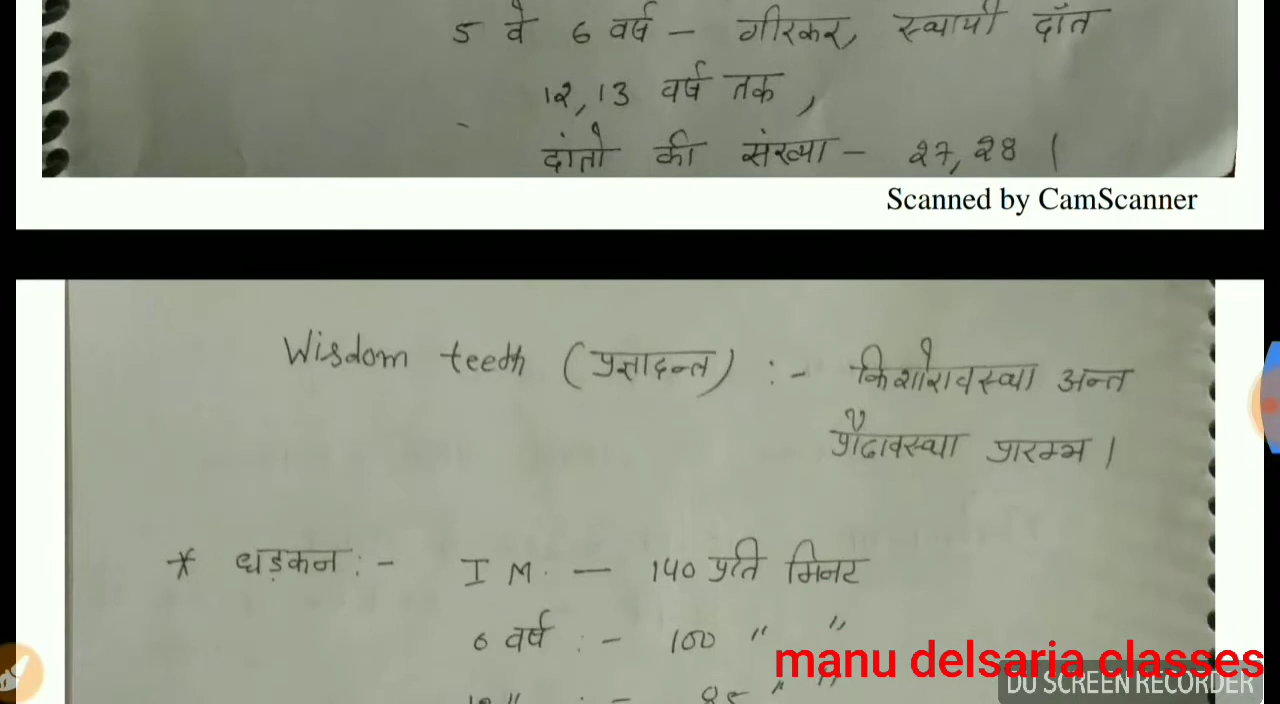 5 वे 6 वर्ष – गीरकर, स्थायी दाँत
12,13 वर्ष तक,
दांतो की संख्या – 27,28 |
Scanned by CamScanner
Wisdom teeth (प्रज्ञादन्त) :- किशोरावस्था अन्त
प्रौढावस्था प्रारम्भ |
* धड़कन :- I M. – 140 प्रति मिनट
6 वर्ष :- 100 " "
manu delsaria classes
DU SCREEN RECORDER